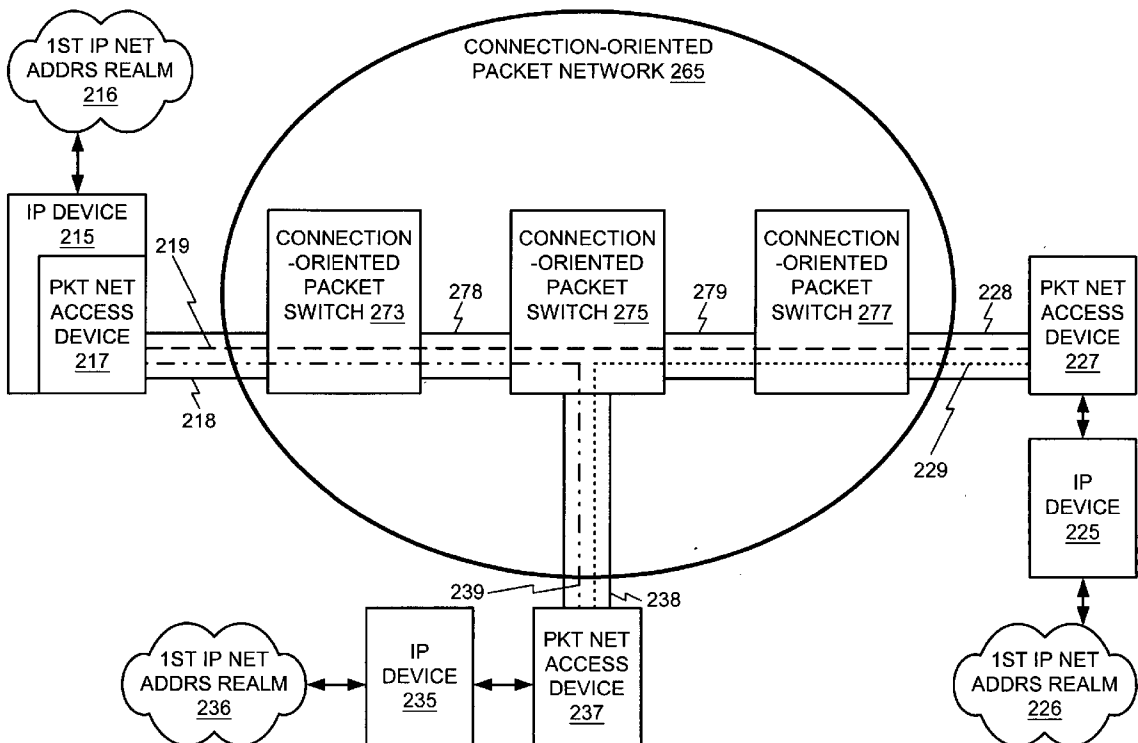 1ST IP NET
ADDRS REALM
216
CONNECTION-ORIENTED
PACKET NETWORK 265
IP DEVICE
215
219
PKT NET
ACCESS
DEVICE
217
218
CONNECTION
-ORIENTED
PACKET
SWITCH 273
278
CONNECTION
-ORIENTED
PACKET
SWITCH 275
279
CONNECTION
-ORIENTED
PACKET
SWITCH 277
228
PKT NET
ACCESS
DEVICE
227
229
IP
DEVICE
225
239
238
1ST IP NET
ADDRS REALM
236
IP
DEVICE
235
PKT NET
ACCESS
DEVICE
237
1ST IP NET
ADDRS REALM
226